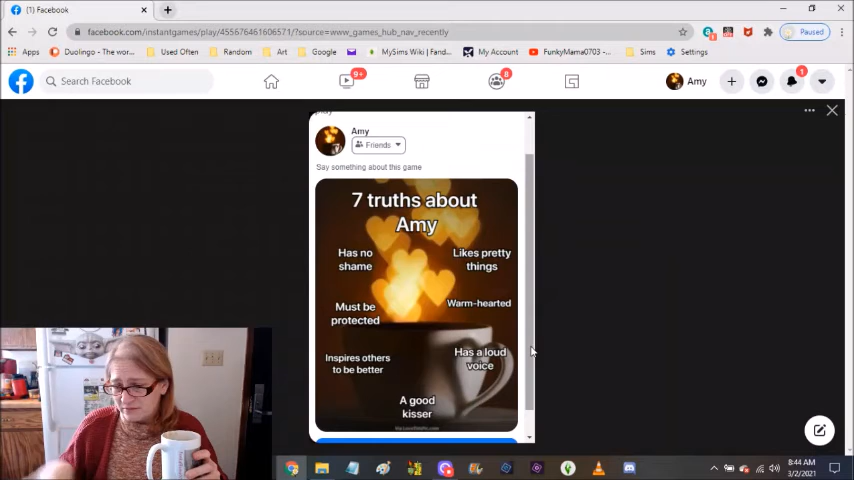 (1) Facebook
facebook.com/instantgames/play/455676461606571/?source=www_games_hub_nav_recently
Paused
Apps
Duolingo - The wor...
Used Often
Random
Art
Google
MySims Wiki | Fand...
My Account
FunkyMama0703 -...
Sims
Settings
Search Facebook
9+
8
Amy
1
play
Amy
Friends
Say something about this game
7 truths about
Amy
Has no
shame
Likes pretty
things
Must be
protected
Warm-hearted
Inspires others
to be better
Has a loud
voice
A good
kisser
8:44 AM
3/2/2021